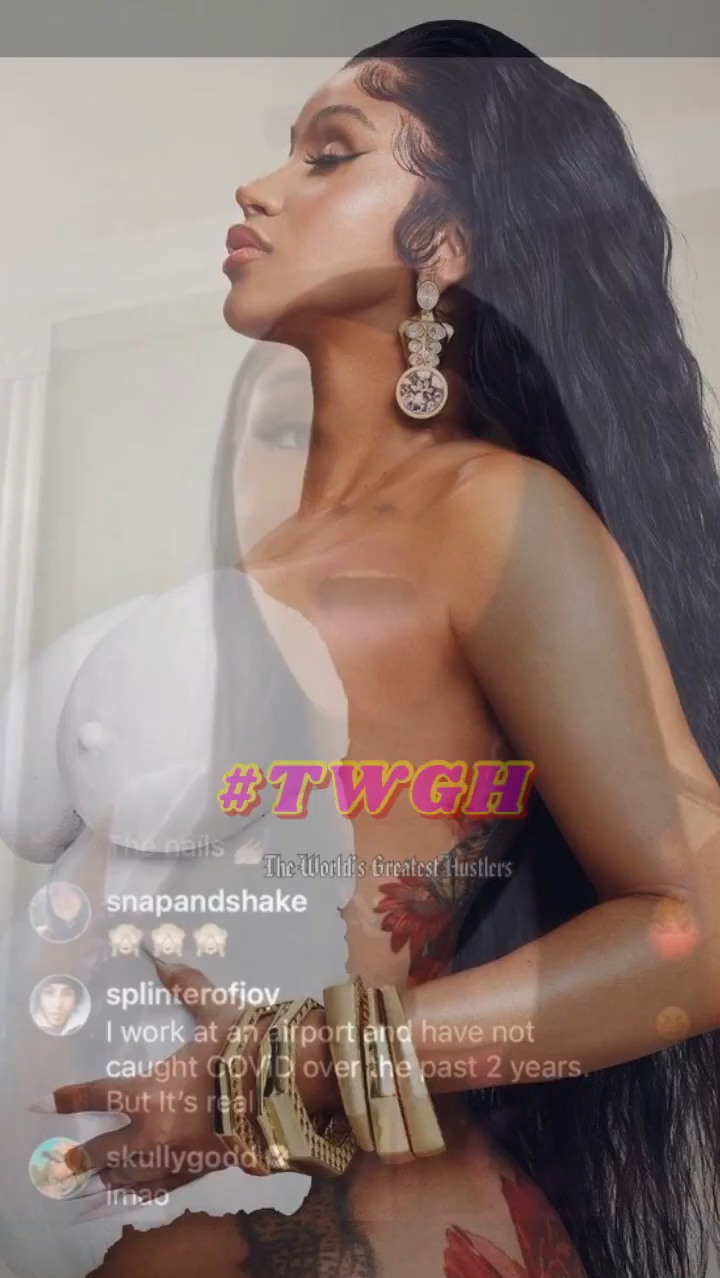 #TWGH
The nails
The World's Greatest Hustlers
snapandshake
splinterofjoy
I work at an airport and have not
caught COVID over the past 2 years.
But It's real
skullygodd
lmao